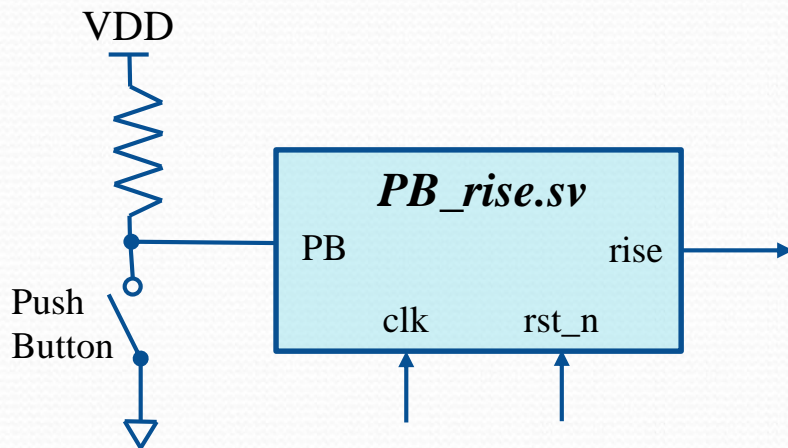 VDD
PB_rise.sv
PB
rise
Push
Button
clk
rst_n